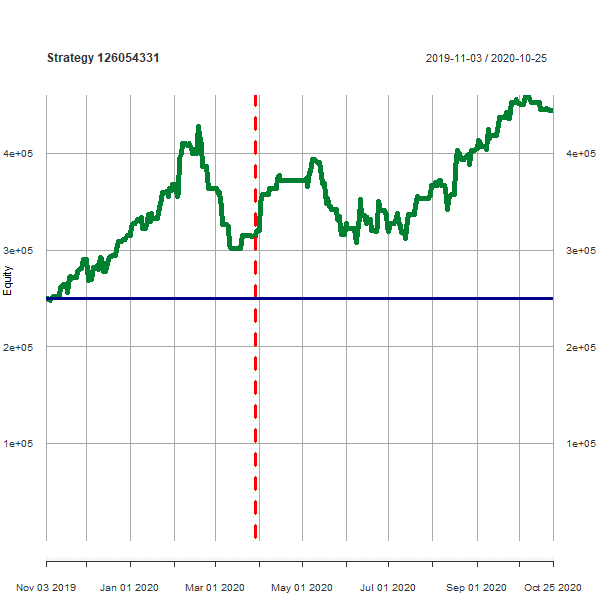 Strategy 126054331
2019-11-03 / 2020-10-25
4e+05
4e+05
3e+05
3e+05
Equity
2e+05
2e+05
1e+05
1e+05
Nov 03 2019
Jan 01 2020
Mar 01 2020
May 01 2020
Jul 01 2020
Sep 01 2020
Oct 25 2020